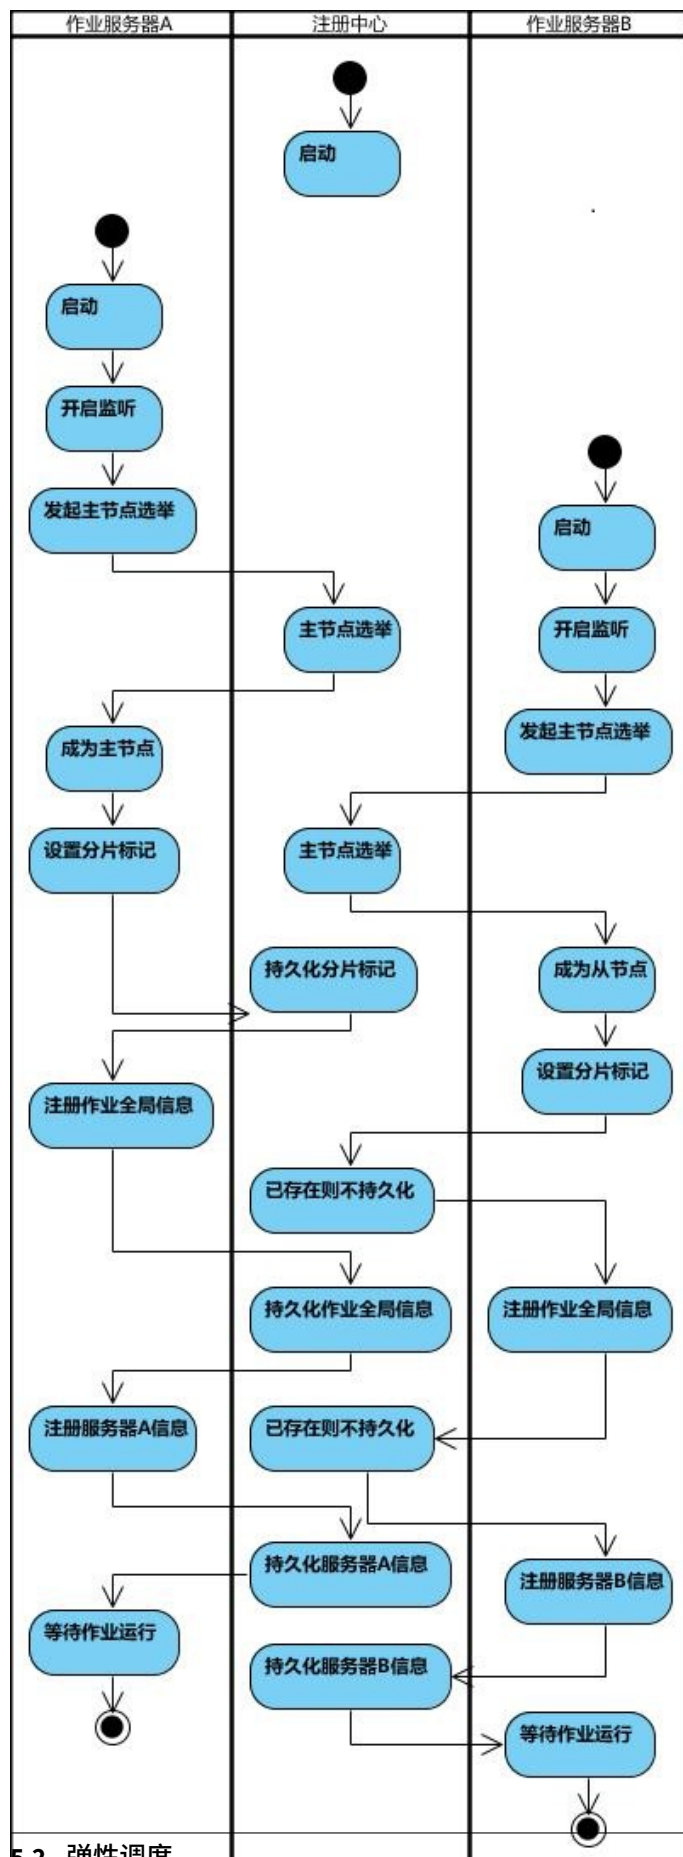 作业服务器A 注册中心 作业服务器B
启动
启动
开启监听
发起主节点选举
启动
主节点选举
开启监听
成为主节点
发起主节点选举
设置分片标记
主节点选举
持久化分片标记
成为从节点
注册作业全局信息
设置分片标记
已存在则不持久化
持久化作业全局信息
注册作业全局信息
注册服务器A信息
已存在则不持久化
持久化服务器A信息
注册服务器B信息
等待作业运行
持久化服务器B信息
等待作业运行
5.2 弹性调度